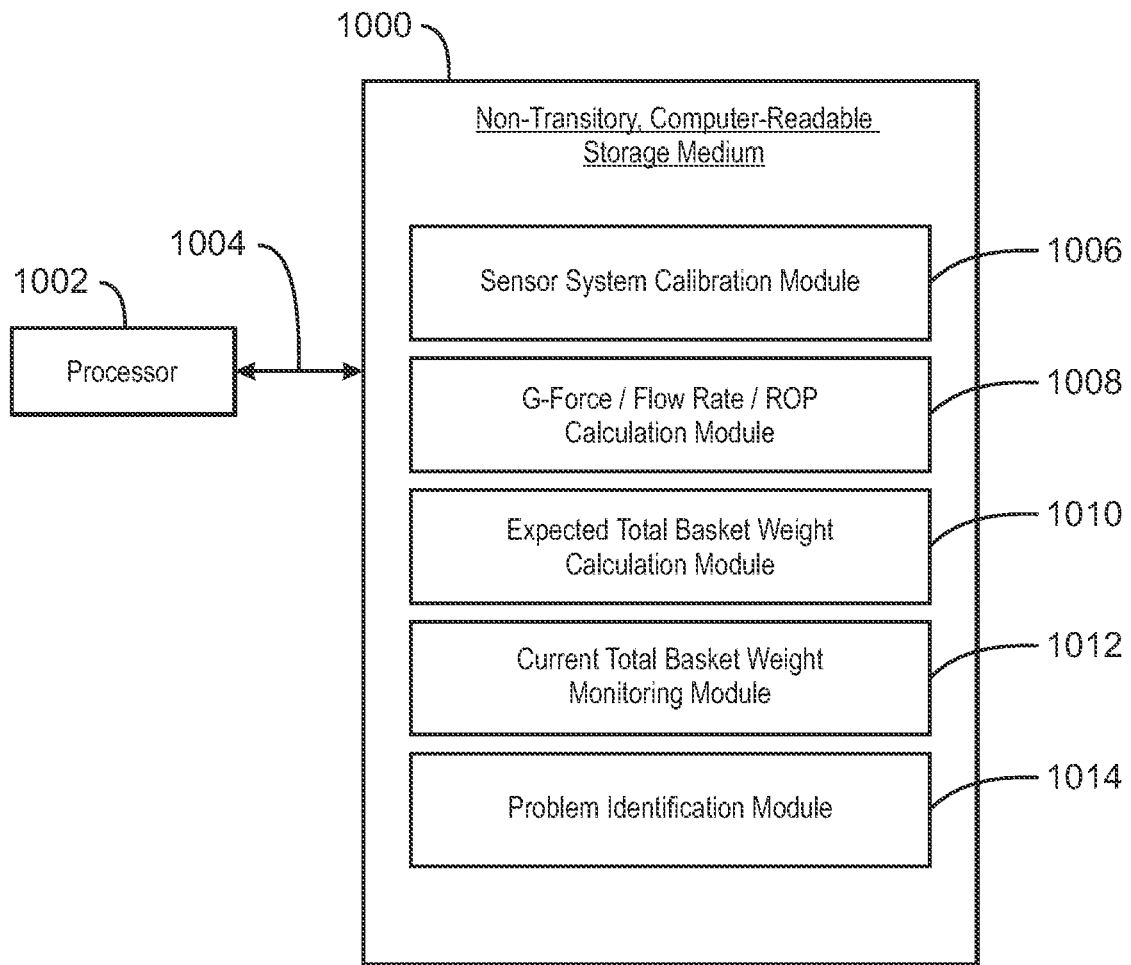 1000
Non-Transitory, Computer-Readable
Storage Medium
1004
1002
Processor
Sensor System Calibration Module
1006
G-Force / Flow Rate / ROP
Calculation Module
1008
Expected Total Basket Weight
Calculation Module
1010
Current Total Basket Weight
Monitoring Module
1012
Problem Identification Module
1014